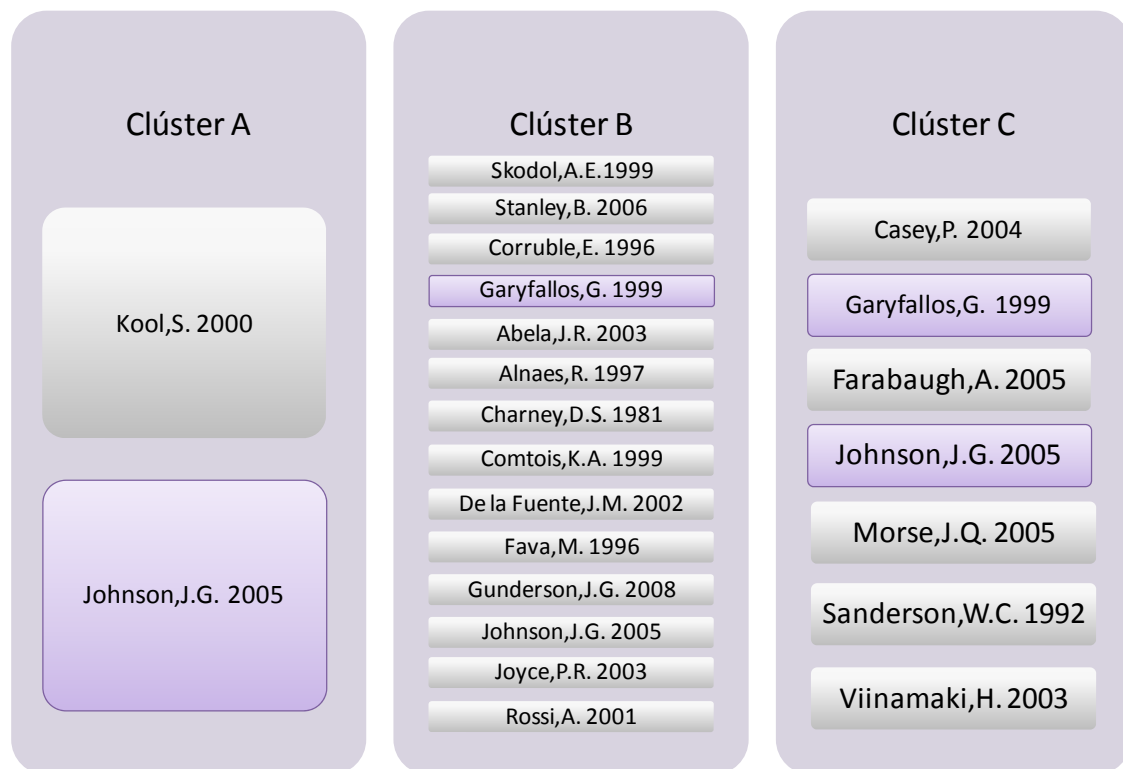 Clúster A
Kool,S. 2000
Johnson,J.G. 2005
Clúster B
Skodol,A.E.1999
Stanley,B. 2006
Corruble,E. 1996
Garyfallos,G. 1999
Abela,J.R. 2003
Alnaes,R. 1997
Charney,D.S. 1981
Comtois,K.A. 1999
De la Fuente,J.M. 2002
Fava,M. 1996
Gunderson,J.G. 2008
Johnson,J.G. 2005
Joyce,P.R. 2003
Rossi,A. 2001
Clúster C
Casey,P. 2004
Garyfallos,G. 1999
Farabaugh,A. 2005
Johnson,J.G. 2005
Morse,J.Q. 2005
Sanderson,W.C. 1992
Viinamaki,H. 2003